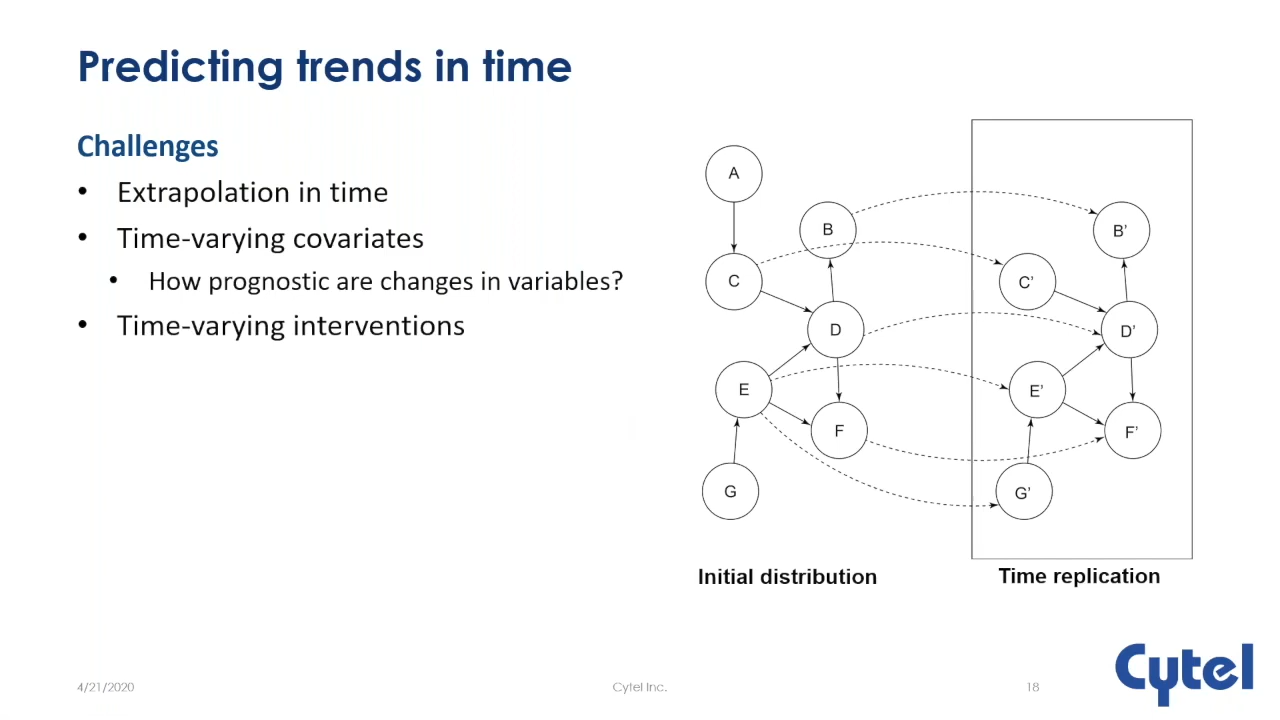 Predicting trends in time
Challenges
• Extrapolation in time
• Time-varying covariates
• How prognostic are changes in variables?
• Time-varying interventions
A
B
C
D
E
F
G
B'
C'
D'
E'
F'
G'
Initial distribution
Time replication
4/21/2020
Cytel Inc.
18
Cytel